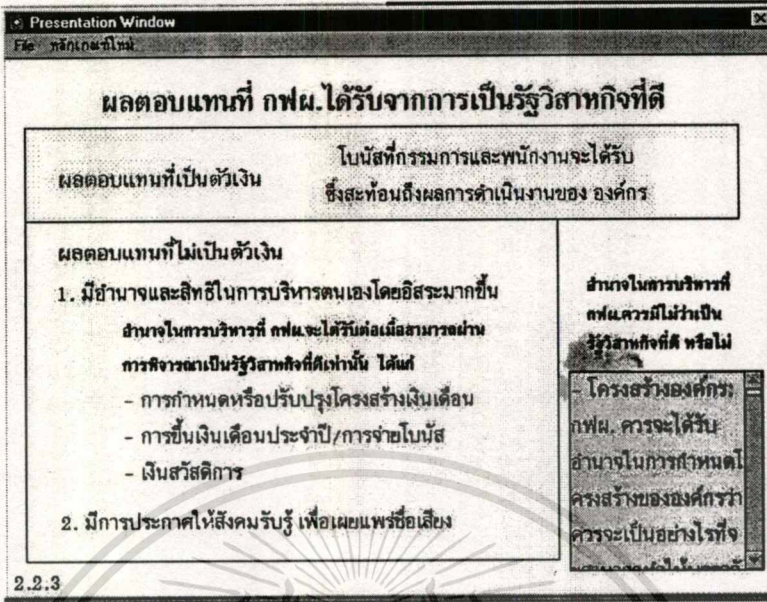 Presentation Window
File หลักเกณฑ์ใหม่
ผลตอบแทนที่ กฟผ.ได้รับจากการเป็นรัฐวิสาหกิจที่ดี
ผลตอบแทนที่เป็นตัวเงิน
โบนัสที่กรรมการและพนักงานจะได้รับ
ซึ่งสะท้อนถึงผลการดำเนินงานของ องค์กร
ผลตอบแทนที่ไม่เป็นตัวเงิน
1. มีอำนาจและสิทธิในการบริหารตนเองโดยอิสระมากขึ้น
อำนาจในการบริหารที่ กฟผ.จะได้รับต่อเมื่อสามารถผ่าน
การพิจารณาเป็นรัฐวิสาหกิจที่ดีเท่านั้น ได้แก่
- การกำหนดหรือปรับปรุงโครงสร้างเงินเดือน
- การขึ้นเงินเดือนประจำปี/การจ่ายโบนัส
- เงินสวัสดิการ
2. มีการประกาศให้สังคมรับรู้ เพื่อเผยแพร่ชื่อเสียง
อำนาจในการบริหารที่
กฟผ.ควรมีไม่ว่าเป็น
รัฐวิสาหกิจที่ดี หรือไม่
- โครงสร้างองค์กร:
กฟผ. ควรจะได้รับ
อำนาจในการกำหนดโ
ครงสร้างขององค์กรว่า
ควรจะเป็นอย่างไรที่จ
2.2.3